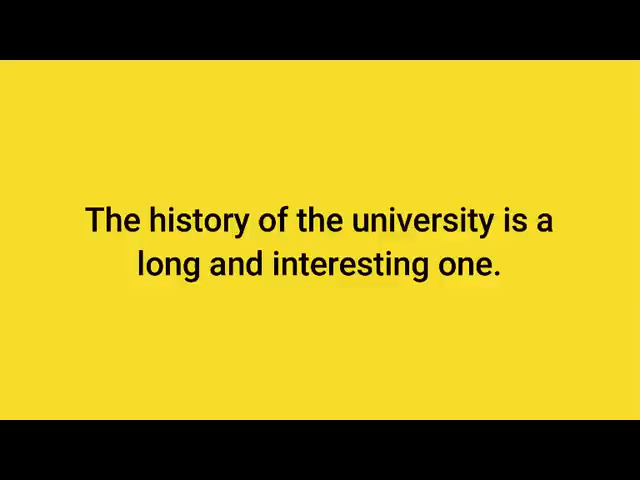 The history of the university is a
long and interesting one.